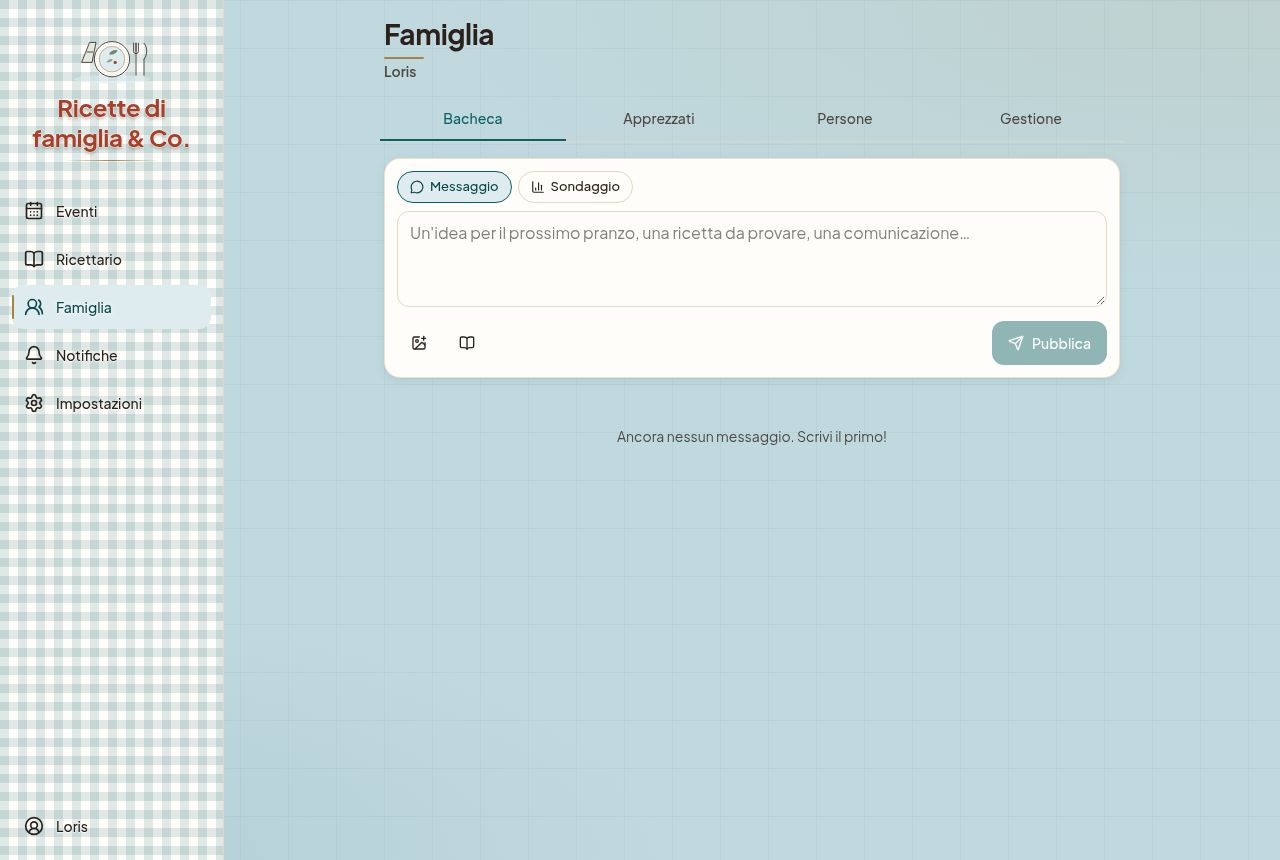 Ricette di
famiglia & Co.
Eventi
Ricettario
Famiglia
Notifiche
Impostazioni
Loris
Famiglia
Loris
Bacheca
Apprezzati
Persone
Gestione
Messaggio
Sondaggio
Un'idea per il prossimo pranzo, una ricetta da provare, una comunicazione…
Pubblica
Ancora nessun messaggio. Scrivi il primo!